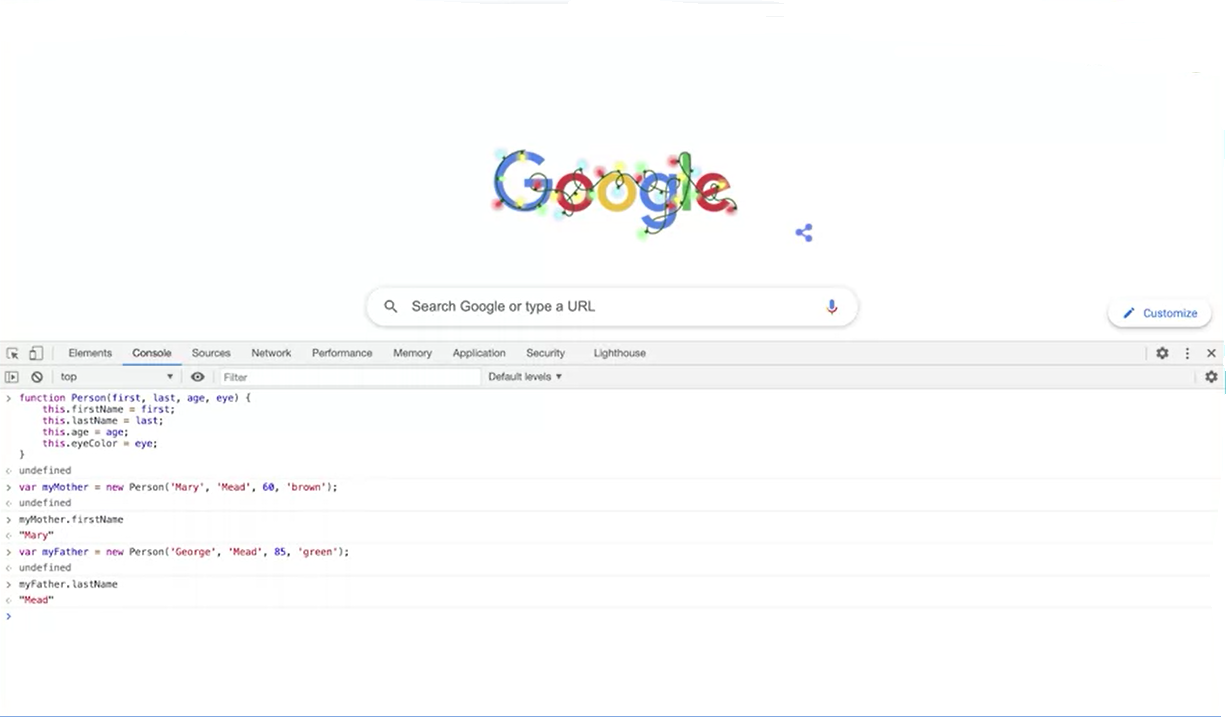 Google
Search Google or type a URL
Customize
Elements Console Sources Network Performance Memory Application Security Lighthouse
top Filter Default levels
function Person(first, last, age, eye) {
    this.firstName = first;
    this.lastName = last;
    this.age = age;
    this.eyeColor = eye;
}
undefined
var myMother = new Person('Mary', 'Mead', 60, 'brown');
undefined
myMother.firstName
"Mary"
var myFather = new Person('George', 'Mead', 85, 'green');
undefined
myFather.lastName
"Mead"